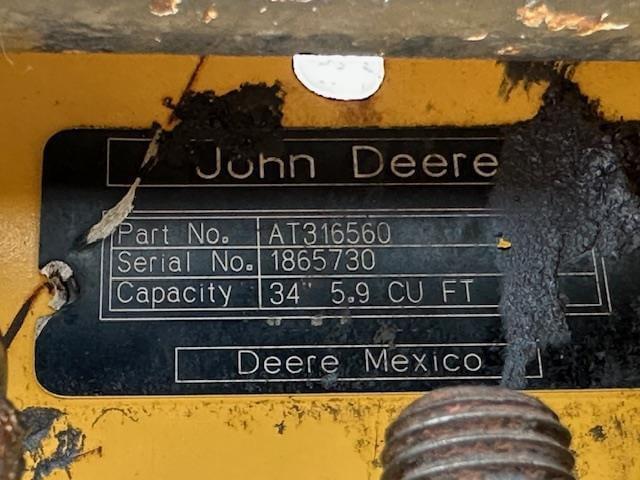 John Deere
Part No. AT316560
Serial No. 1865730
Capacity 34" 5.9 CU FT
Deere Mexico